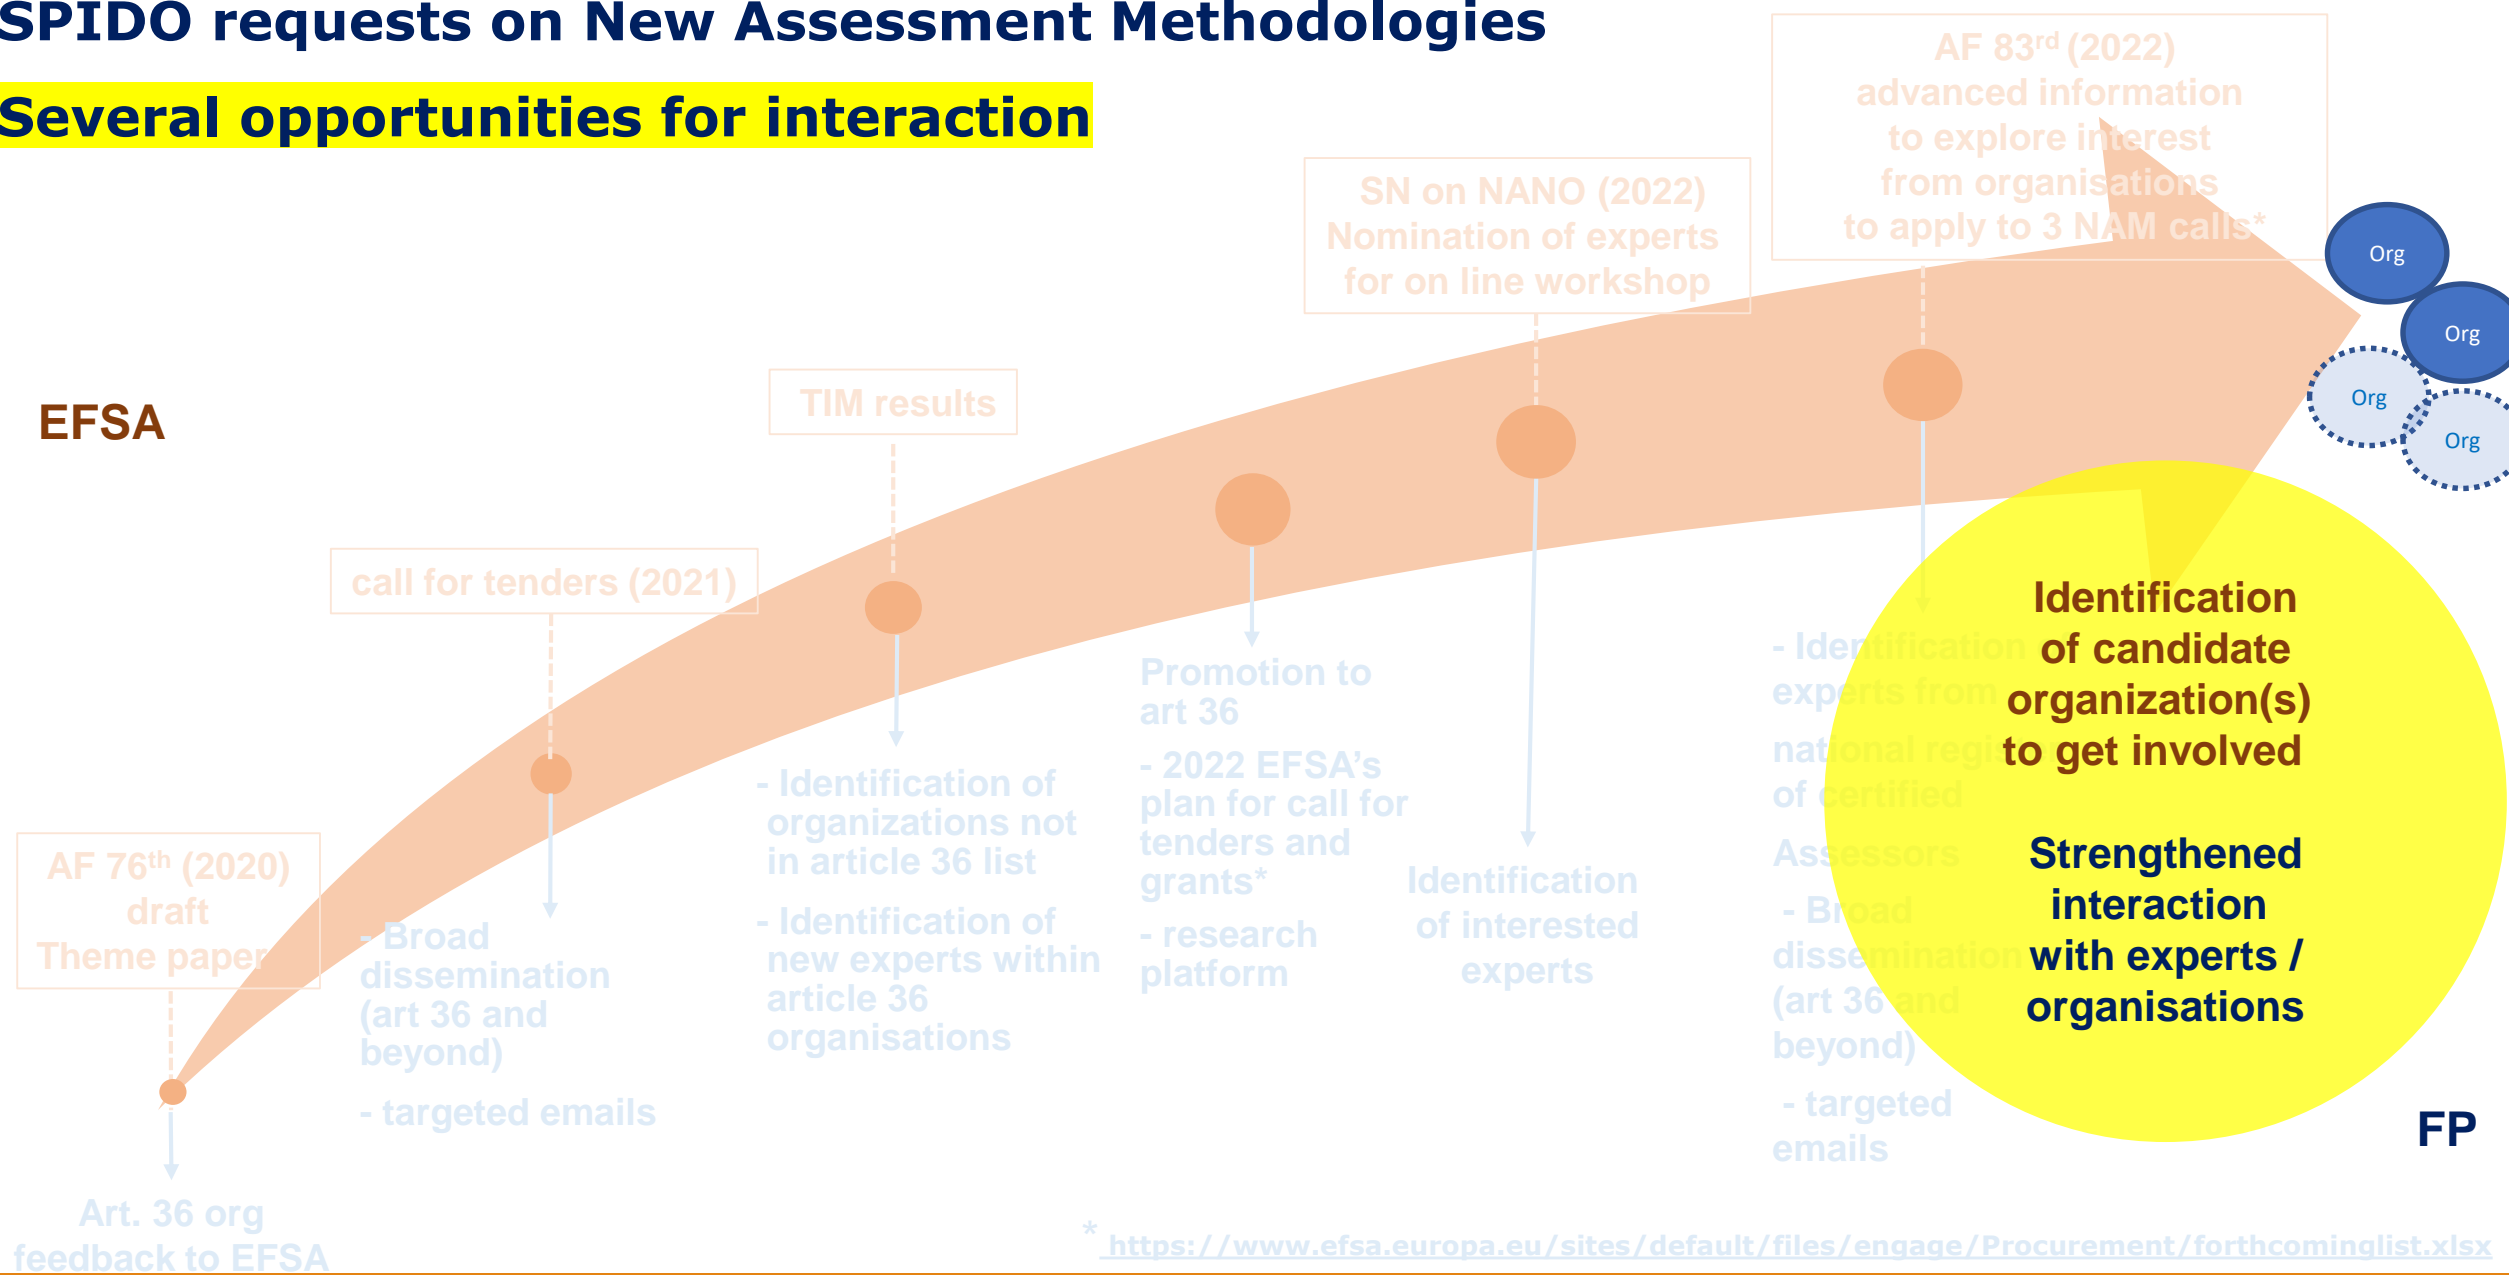 SPIDO requests on New Assessment Methodologies
Several opportunities for interaction
AF 83rd (2022)
advanced information
to explore interest
from organisations
to apply to 3 NAM calls*
SN on NANO (2022)
Nomination of experts
for on line workshop
Org
Org
Org
Org
TIM results
EFSA
call for tenders (2021)
AF 76th (2020)
draft
Theme paper
Art. 36 org
feedback to EFSA
- Broad
dissemination
(art 36 and
beyond)
- targeted emails
- Identification of
organizations not
in article 36 list
- Identification of
new experts within
article 36
organisations
Promotion to
art 36
- 2022 EFSA's
plan for call for
tenders and
grants*
- research
platform
Identification
of interested
experts
- Identification
experts from
national register
of certified
Assessors
- Broad
dissemination
(art 36 and
beyond)
- targeted
emails
Identification
of candidate
organization(s)
to get involved
Strengthened
interaction
with experts /
organisations
FP
* https://www.efsa.europa.eu/sites/default/files/engage/Procurement/forthcominglist.xlsx